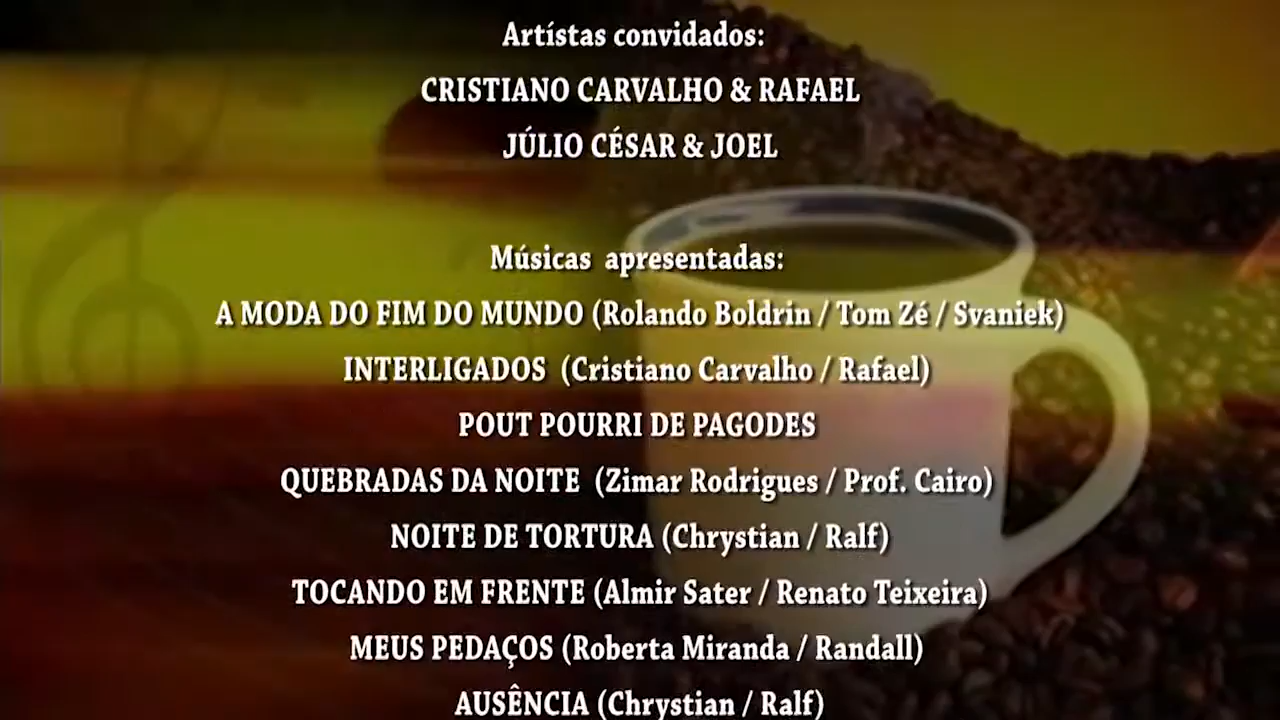 Artístas convidados:
CRISTIANO CARVALHO & RAFAEL
JÚLIO CÉSAR & JOEL
Músicas apresentadas:
A MODA DO FIM DO MUNDO (Rolando Boldrin / Tom Zé / Svaniek)
INTERLIGADOS (Cristiano Carvalho / Rafael)
POUT POURRI DE PAGODES
QUEBRADAS DA NOITE (Zimar Rodrigues / Prof. Cairo)
NOITE DE TORTURA (Chrystian / Ralf)
TOCANDO EM FRENTE (Almir Sater / Renato Teixeira)
MEUS PEDAÇOS (Roberta Miranda / Randall)
AUSÊNCIA (Chrystian / Ralf)